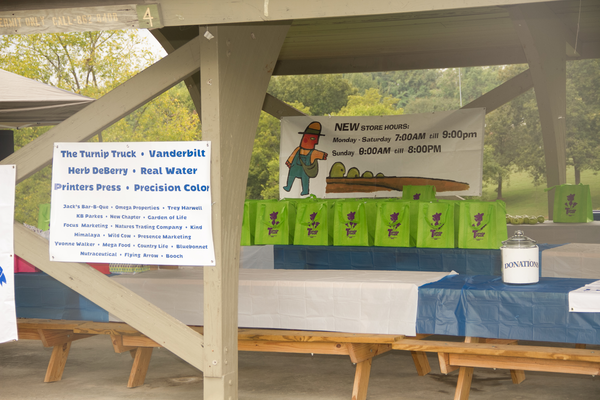 4
The Turnip Truck • Vanderbilt
Herb DeBerry • Real Water
Printers Press • Precision Color
Jack's Bar-B-Que • Omega Properties • Trey Harwell
KB Parkes • New Chapter • Garden of Life
Focus Marketing • Natures Trading Company • Kind
Himalaya • Wild Cow • Presence Marketing
Yvonne Walker • Mega Food • Country Life • Bluebonnet
Nutraceutical • Flying Arrow • Booch
NEW STORE HOURS:
Monday - Saturday 7:00AM till 9:00pm
Sunday 9:00AM till 8:00PM
DONATIONS